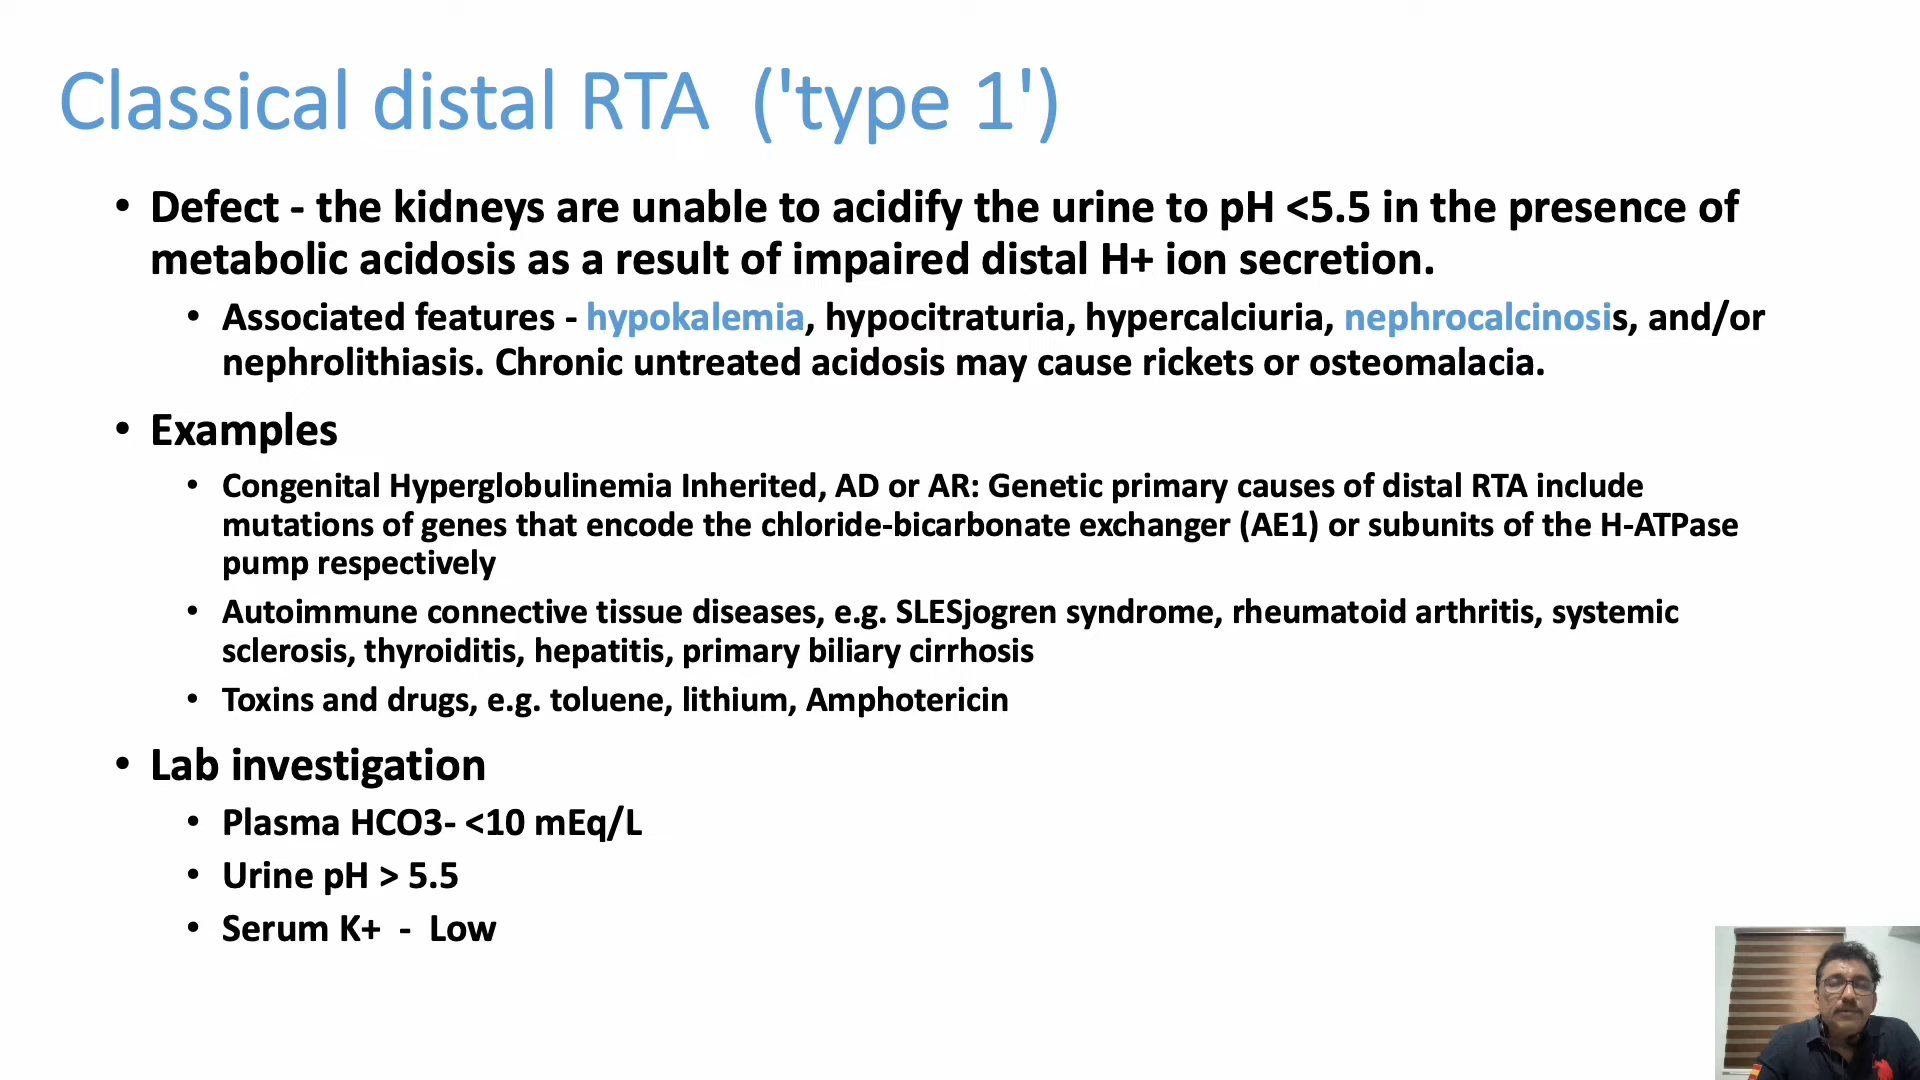 Classical distal RTA ('type 1')
• Defect - the kidneys are unable to acidify the urine to pH <5.5 in the presence of
metabolic acidosis as a result of impaired distal H+ ion secretion.
• Associated features - hypokalemia, hypocitraturia, hypercalciuria, nephrocalcinosis, and/or
nephrolithiasis. Chronic untreated acidosis may cause rickets or osteomalacia.
• Examples
• Congenital Hyperglobulinemia Inherited, AD or AR: Genetic primary causes of distal RTA include
mutations of genes that encode the chloride-bicarbonate exchanger (AE1) or subunits of the H-ATPase
pump respectively
• Autoimmune connective tissue diseases, e.g. SLESjogren syndrome, rheumatoid arthritis, systemic
sclerosis, thyroiditis, hepatitis, primary biliary cirrhosis
• Toxins and drugs, e.g. toluene, lithium, Amphotericin
• Lab investigation
• Plasma HCO3- <10 mEq/L
• Urine pH > 5.5
• Serum K+ - Low